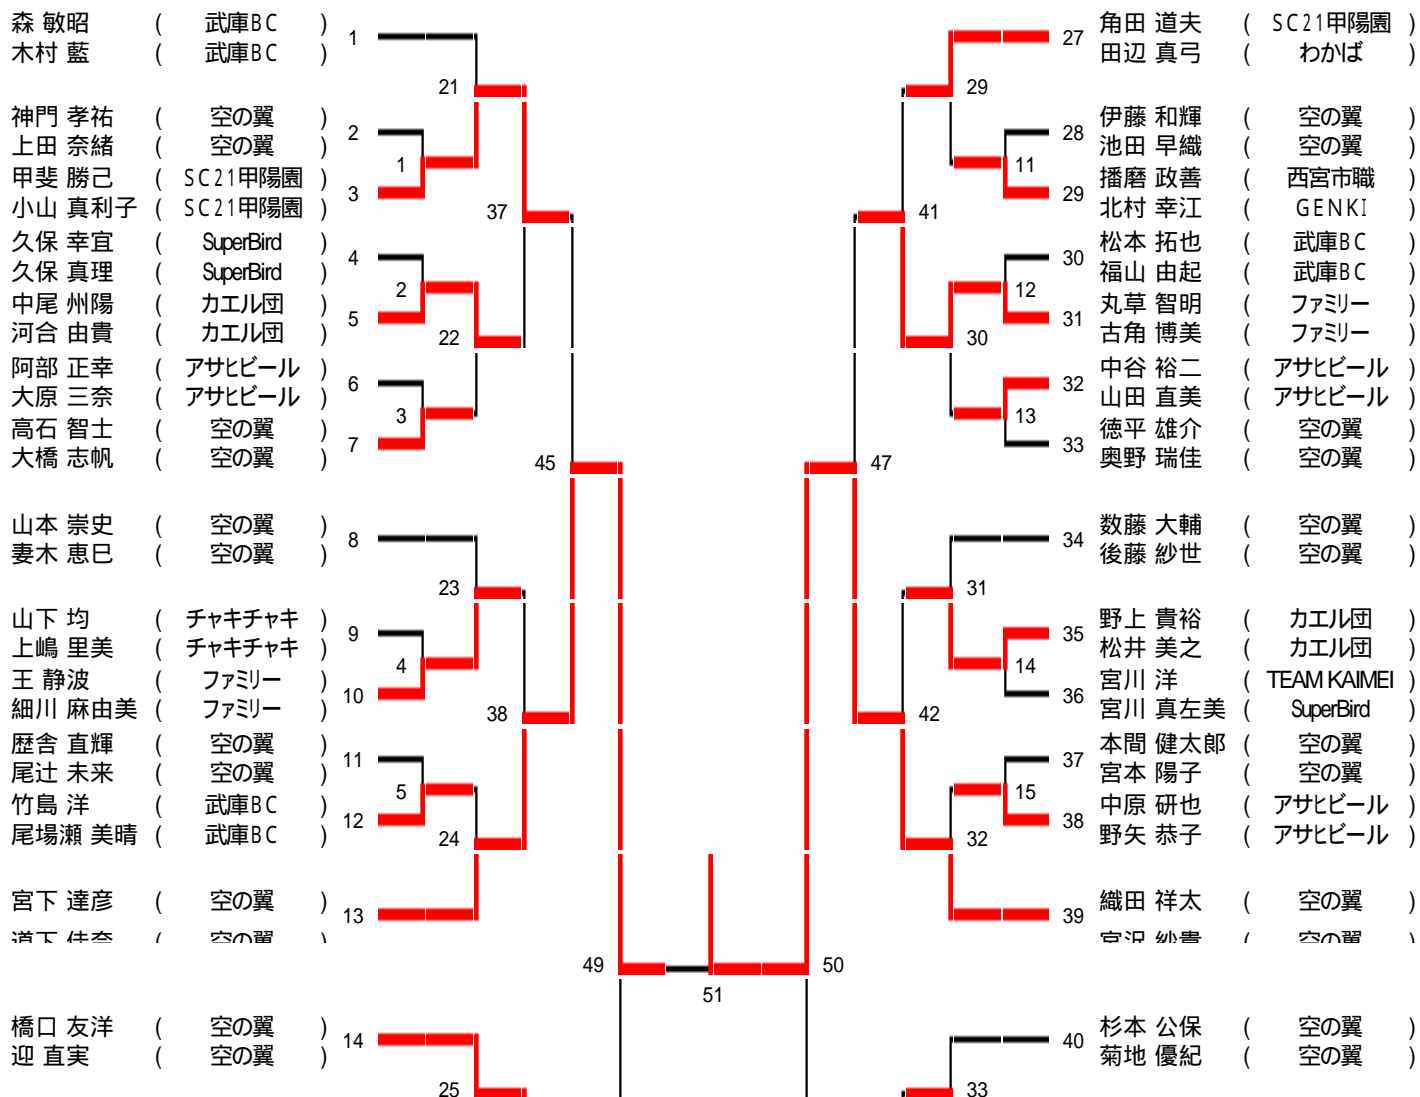 森 敏昭 ( 武庫BC )
木村 藍 ( 武庫BC )
1
21
神門 孝祐 ( 空の翼 )
上田 奈緒 ( 空の翼 )
2
1
甲斐 勝己 ( SC21甲陽園 )
小山 真利子 ( SC21甲陽園 )
3
37
久保 幸宜 ( SuperBird )
久保 真理 ( SuperBird )
4
2
中尾 州陽 ( カエル団 )
河合 由貴 ( カエル団 )
5
22
阿部 正幸 ( アサヒビール )
大原 三奈 ( アサヒビール )
6
3
高石 智士 ( 空の翼 )
大橋 志帆 ( 空の翼 )
7
45
山本 崇史 ( 空の翼 )
妻木 恵巳 ( 空の翼 )
8
23
山下 均 ( チャキチャキ )
上嶋 里美 ( チャキチャキ )
9
4
王 静波 ( ファミリー )
細川 麻由美 ( ファミリー )
10
38
歴舎 直輝 ( 空の翼 )
尾辻 未来 ( 空の翼 )
11
5
竹島 洋 ( 武庫BC )
尾場瀬 美晴 ( 武庫BC )
12
24
宮下 達彦 ( 空の翼 )
道下 佳奈 ( 空の翼 )
13
49
51
50
橋口 友洋 ( 空の翼 )
迎 直実 ( 空の翼 )
14
25
27
角田 道夫 ( SC21甲陽園 )
田辺 真弓 ( わかば )
29
28
伊藤 和輝 ( 空の翼 )
池田 早織 ( 空の翼 )
11
29
播磨 政善 ( 西宮市職 )
北村 幸江 ( GENKI )
41
30
松本 拓也 ( 武庫BC )
福山 由起 ( 武庫BC )
12
31
丸草 智明 ( ファミリー )
古角 博美 ( ファミリー )
30
32
中谷 裕二 ( アサヒビール )
山田 直美 ( アサヒビール )
13
33
徳平 雄介 ( 空の翼 )
奥野 瑞佳 ( 空の翼 )
47
34
数藤 大輔 ( 空の翼 )
後藤 紗世 ( 空の翼 )
31
35
野上 貴裕 ( カエル団 )
松井 美之 ( カエル団 )
14
36
宮川 洋 ( TEAM KAIMEI )
宮川 真左美 ( SuperBird )
42
37
本間 健太郎 ( 空の翼 )
宮本 陽子 ( 空の翼 )
15
38
中原 研也 ( アサヒビール )
野矢 恭子 ( アサヒビール )
32
39
織田 祥太 ( 空の翼 )
宮沢 紗貴 ( 空の翼 )
40
杉本 公保 ( 空の翼 )
菊地 優紀 ( 空の翼 )
33